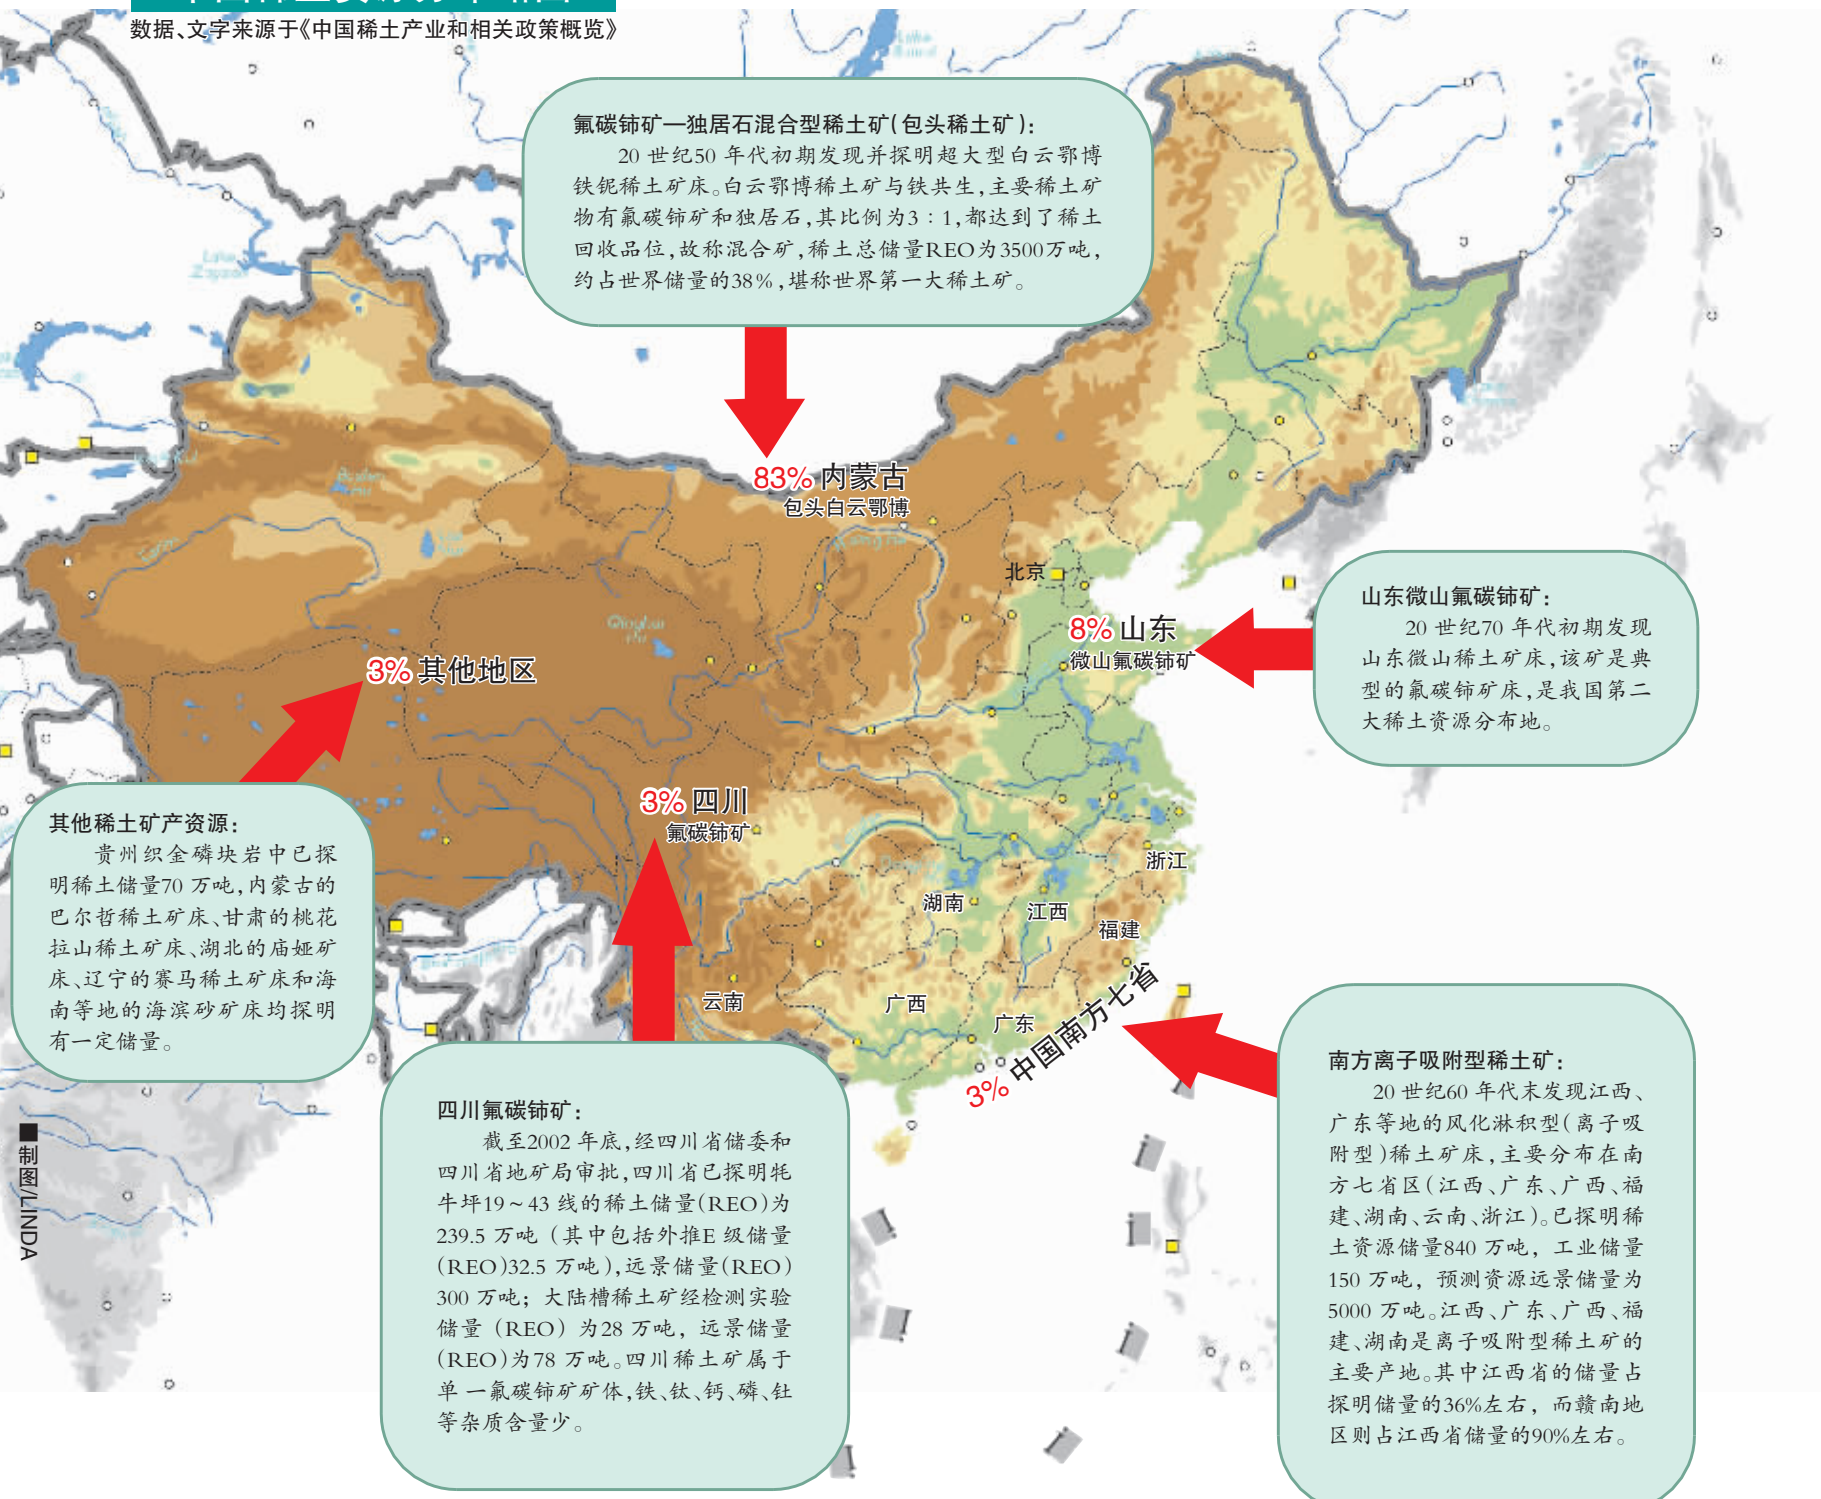 数据、文字来源于《中国稀土产业和相关政策概览》
氟碳铈矿—独居石混合型稀土矿(包头稀土矿):
20 世纪50 年代初期发现并探明超大型白云鄂博
铁铌稀土矿床。白云鄂博稀土矿与铁共生,主要稀土矿
物有氟碳铈矿和独居石,其比例为3：1,都达到了稀土
回收品位,故称混合矿,稀土总储量REO为3500万吨,
约占世界储量的38%,堪称世界第一大稀土矿。
83% 内蒙古
包头白云鄂博
北京
8% 山东
微山氟碳铈矿
山东微山氟碳铈矿:
20 世纪70 年代初期发现
山东微山稀土矿床,该矿是典
型的氟碳铈矿床,是我国第二
大稀土资源分布地。
3% 其他地区
3% 四川
氟碳铈矿
其他稀土矿产资源:
贵州织金磷块岩中已探
明稀土储量70 万吨,内蒙古的
巴尔哲稀土矿床、甘肃的桃花
拉山稀土矿床、湖北的庙娅矿
床、辽宁的赛马稀土矿床和海
南等地的海滨砂矿床均探明
有一定储量。
浙江
湖南
江西
福建
云南
广西
广东
3% 中国南方七省
四川氟碳铈矿:
截至2002 年底,经四川省储委和
四川省地矿局审批,四川省已探明牦
牛坪19~43 线的稀土储量(REO)为
239.5 万吨 (其中包括外推E 级储量
(REO)32.5 万吨),远景储量(REO)
300 万吨; 大陆槽稀土矿经检测实验
储量 (REO) 为28 万吨, 远景储量
(REO)为78 万吨。四川稀土矿属于
单一氟碳铈矿矿体,铁、钛、钙、磷、钍
等杂质含量少。
南方离子吸附型稀土矿:
20 世纪60 年代末发现江西、
广东等地的风化淋积型(离子吸
附型)稀土矿床,主要分布在南
方七省区(江西、广东、广西、福
建、湖南、云南、浙江)。已探明稀
土资源储量840 万吨, 工业储量
150 万吨, 预测资源远景储量为
5000 万吨。江西、广东、广西、福
建、湖南是离子吸附型稀土矿的
主要产地。其中江西省的储量占
探明储量的36%左右, 而赣南地
区则占江西省储量的90%左右。
■制图/LINDA